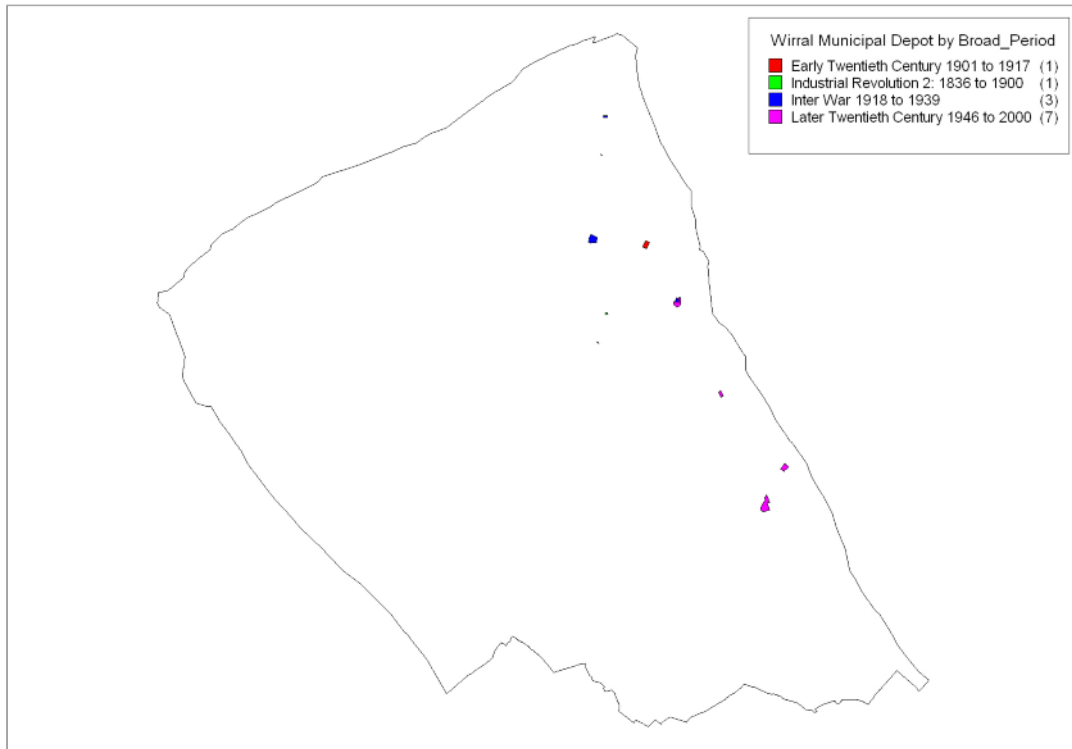 Wirral Municipal Depot by Broad_Period
Early Twentieth Century 1901 to 1917 (1)
Industrial Revolution 2: 1836 to 1900 (1)
Inter War 1918 to 1939 (3)
Later Twentieth Century 1946 to 2000 (7)